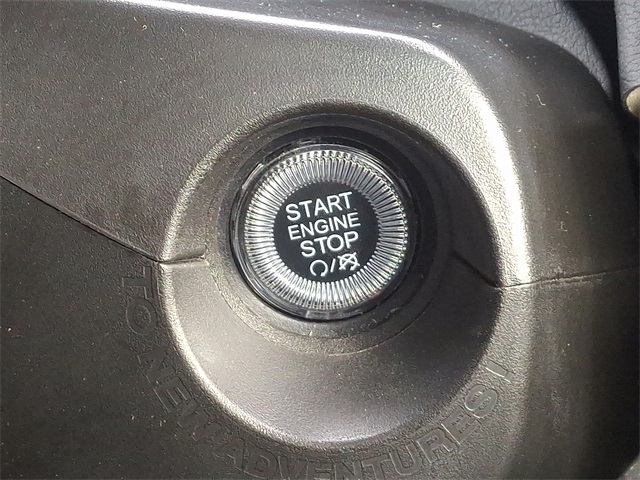 START
ENGINE
STOP
/
TO NEW ADVENTURES!